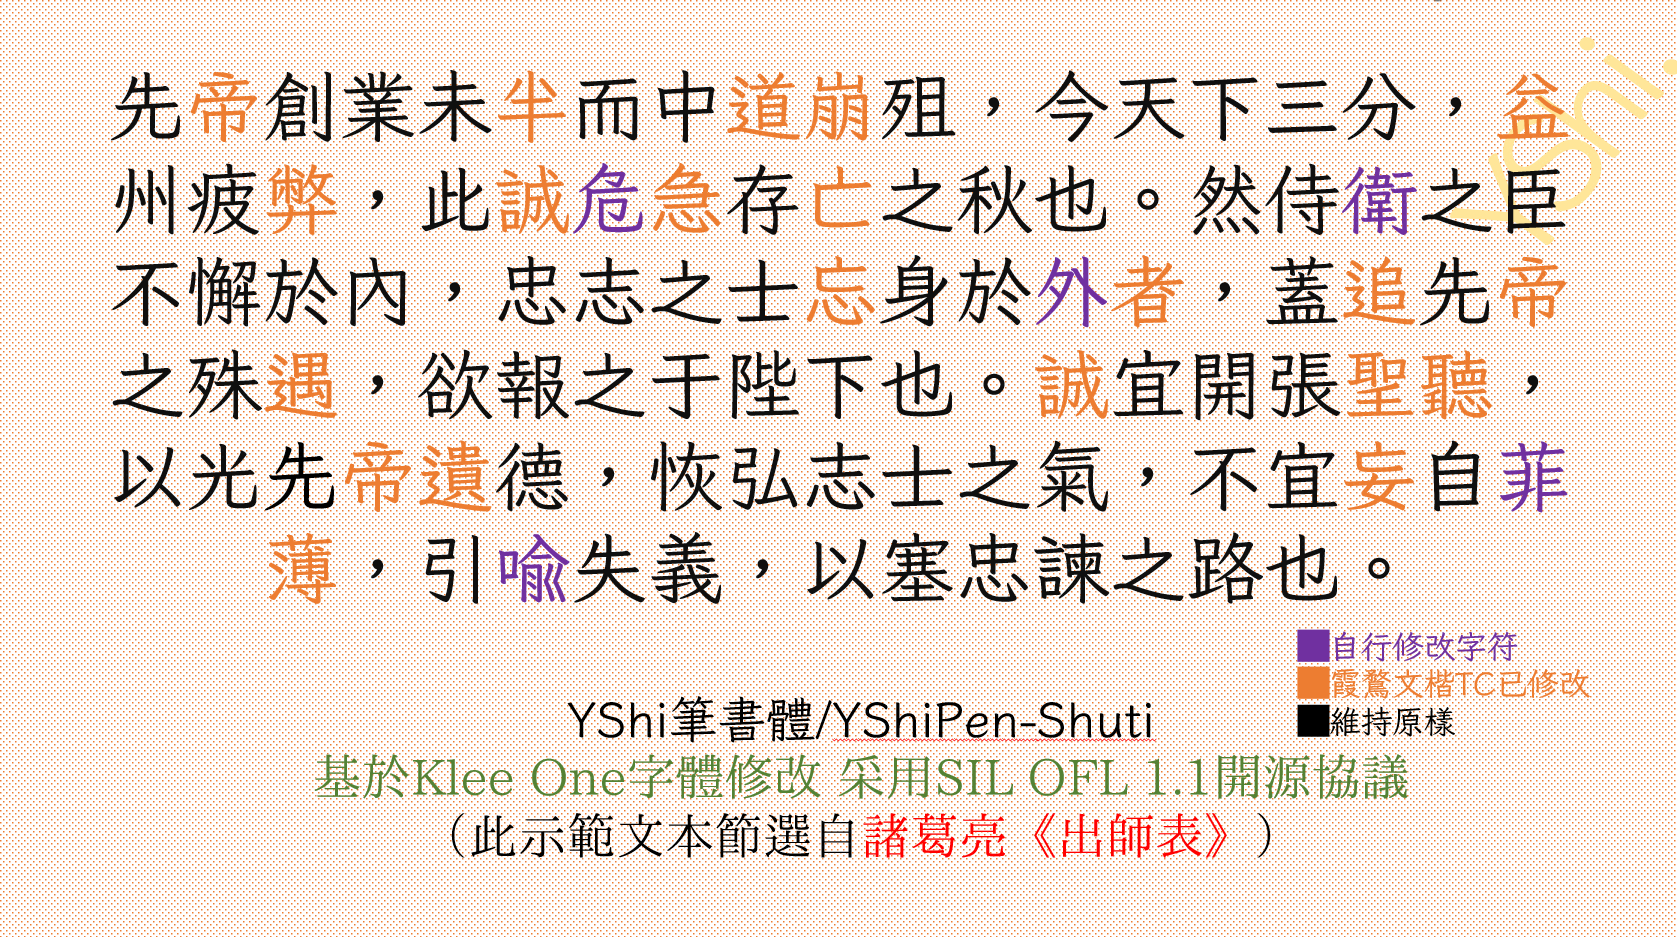 先帝創業未半而中道崩殂，今天下三分，益
州疲弊，此誠危急存亡之秋也。然侍衛之臣
不懈於內，忠志之士忘身於外者，蓋追先帝
之殊遇，欲報之于陛下也。誠宜開張聖聽，
以光先帝遺德，恢弘志士之氣，不宜妄自菲
薄，引喻失義，以塞忠諫之路也。
自行修改字符
霞鶩文楷TC已修改
維持原樣
YShi筆書體/YShiPen-Shuti
基於Klee One字體修改 采用SIL OFL 1.1開源協議
（此示範文本節選自諸葛亮《出師表》）
YShi